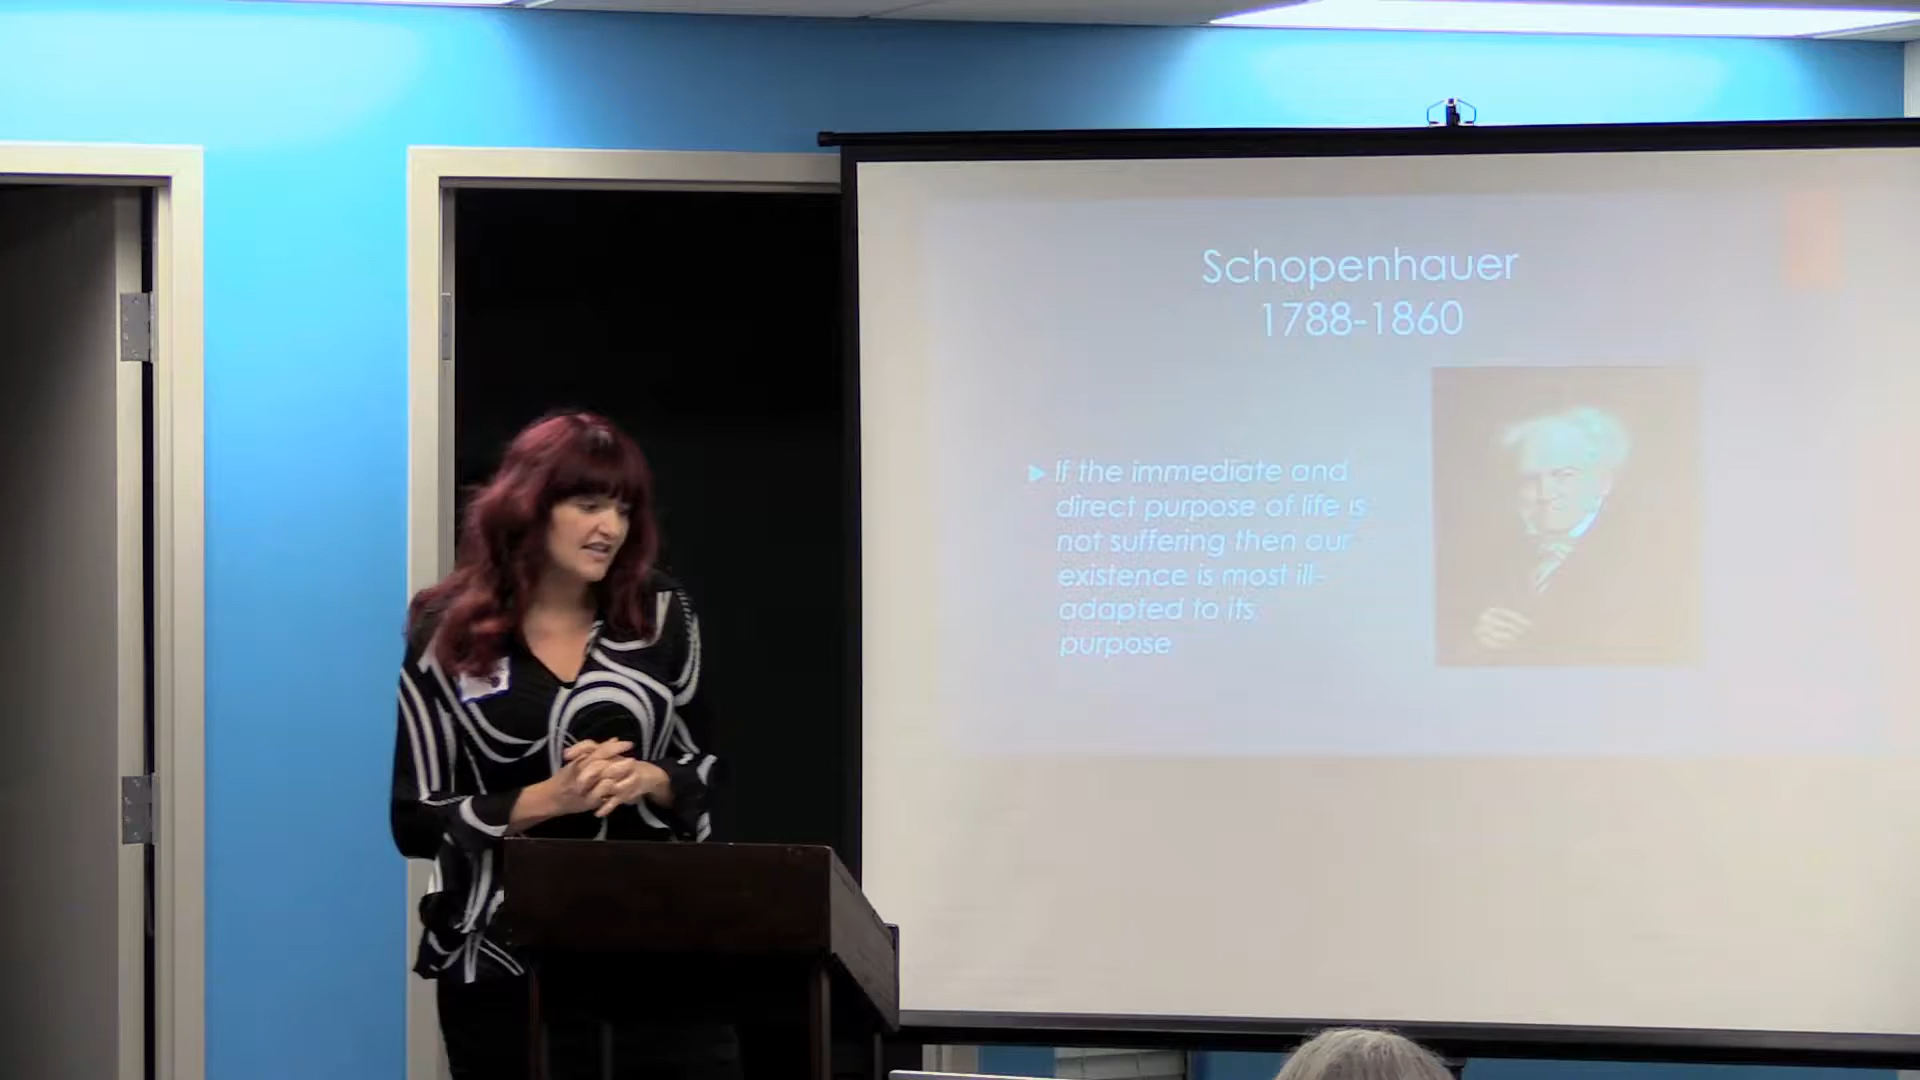 Schopenhauer
1788-1860
If the immediate and
direct purpose of life is
not suffering then our
existence is most ill-
adapted to its
purpose